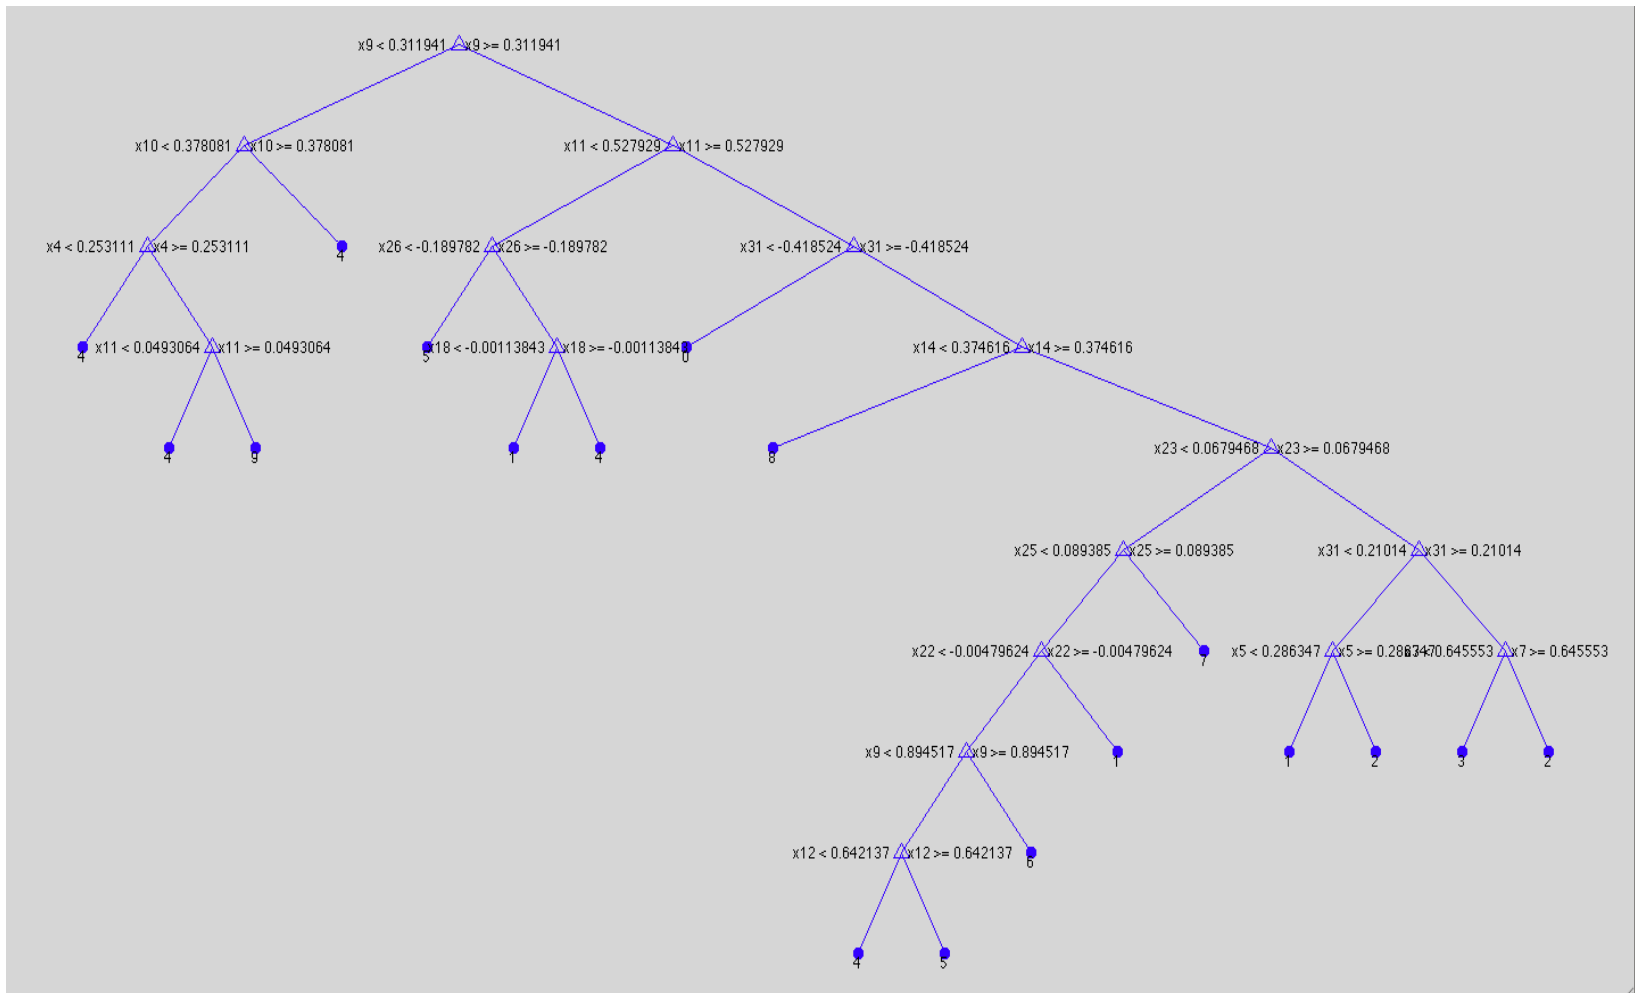 x9 < 0.311941 x9 >= 0.311941
x10 < 0.378081 x10 >= 0.378081 x11 < 0.527929 x11 >= 0.527929
x4 < 0.253111 x4 >= 0.253111 4 x26 < -0.189782 x26 >= -0.189782 x31 < -0.418524 x31 >= -0.418524
4 x11 < 0.0493064 x11 >= 0.0493064 5 x18 < -0.00113843 x18 >= -0.00113843 0 x14 < 0.374616 x14 >= 0.374616
4 9 1 4 8 x23 < 0.0679468 x23 >= 0.0679468
x25 < 0.089385 x25 >= 0.089385 x31 < 0.21014 x31 >= 0.21014
x22 < -0.00479624 x22 >= -0.00479624 7 x5 < 0.286347 x5 >= 0.286347 x7 < 0.645553 x7 >= 0.645553
x9 < 0.894517 x9 >= 0.894517 1 1 2 3 2
x12 < 0.642137 x12 >= 0.642137 6
4 5